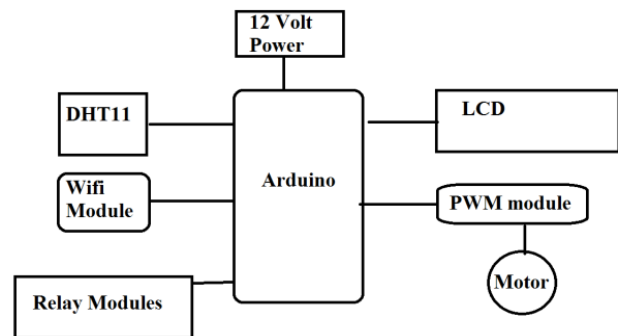 12 Volt
Power
DHT11
LCD
Arduino
Wifi
Module
PWM module
Motor
Relay Modules